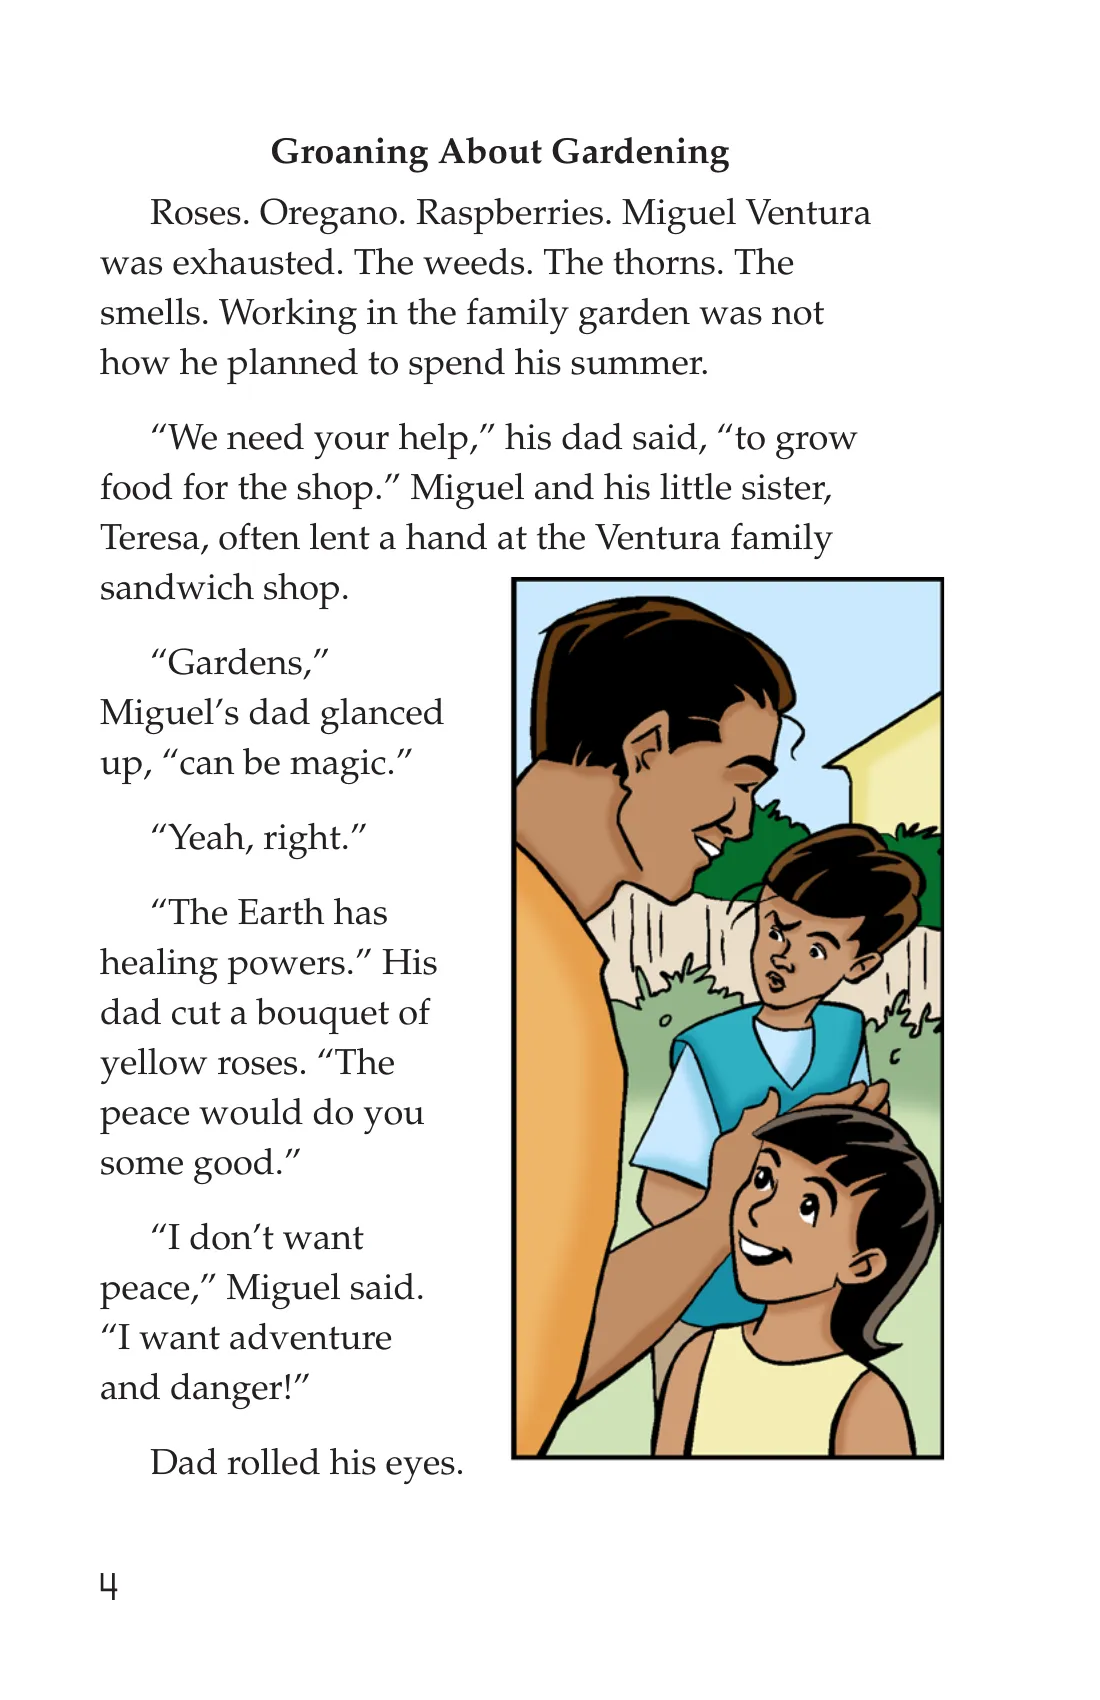 Groaning About Gardening
Roses. Oregano. Raspberries. Miguel Ventura
was exhausted. The weeds. The thorns. The
smells. Working in the family garden was not
how he planned to spend his summer.
“We need your help,” his dad said, “to grow
food for the shop.” Miguel and his little sister,
Teresa, often lent a hand at the Ventura family
sandwich shop.
“Gardens,”
Miguel’s dad glanced
up, “can be magic.”
“Yeah, right.”
“The Earth has
healing powers.” His
dad cut a bouquet of
yellow roses. “The
peace would do you
some good.”
“I don’t want
peace,” Miguel said.
“I want adventure
and danger!”
Dad rolled his eyes.
4